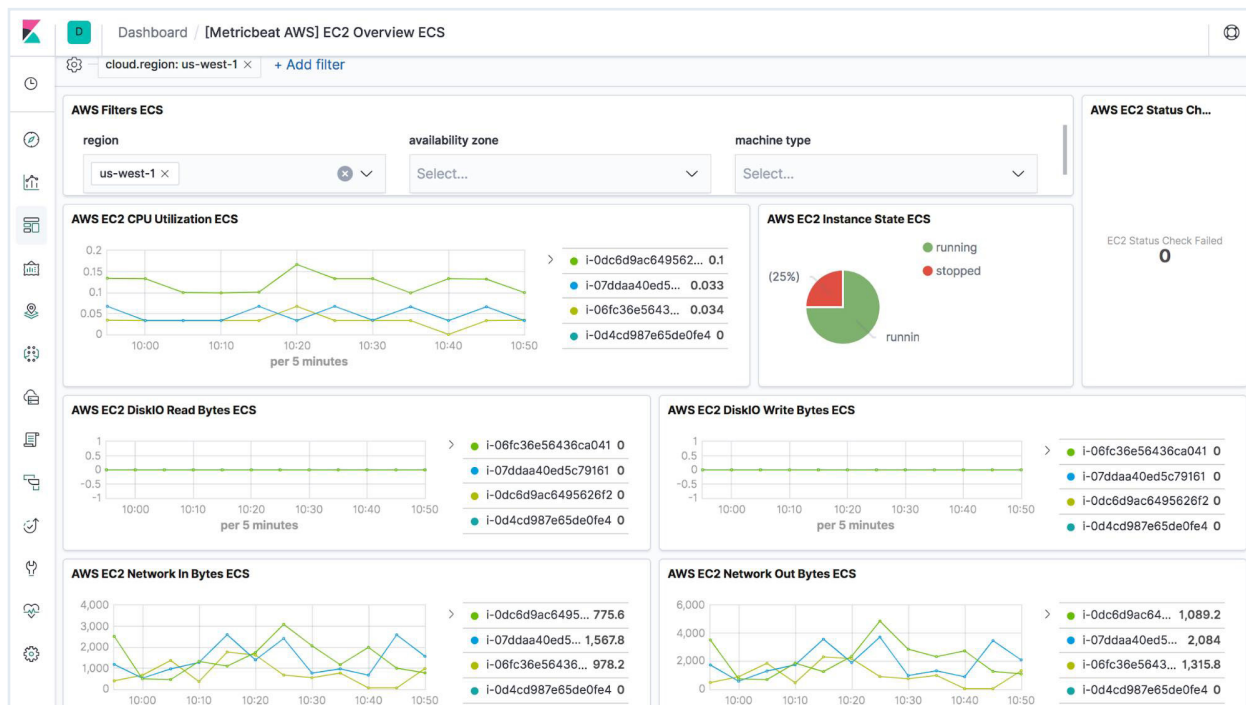 D Dashboard / [Metricbeat AWS] EC2 Overview ECS
cloud.region: us-west-1 × + Add filter
AWS Filters ECS
region
us-west-1 ×
availability zone
Select...
machine type
Select...
AWS EC2 Status Ch...
EC2 Status Check Failed
0
AWS EC2 CPU Utilization ECS
0.2
0.15
0.1
0.05
0
10:00 10:10 10:20 10:30 10:40 10:50
per 5 minutes
i-0dc6d9ac649562... 0.1
i-07ddaa40ed5... 0.033
i-06fc36e5643... 0.034
i-0d4cd987e65de0fe4 0
AWS EC2 Instance State ECS
(25%)
runnin
running
stopped
AWS EC2 DiskIO Read Bytes ECS
1
0.5
0
-0.5
-1
10:00 10:10 10:20 10:30 10:40 10:50
per 5 minutes
i-06fc36e56436ca041 0
i-07ddaa40ed5c79161 0
i-0dc6d9ac6495626f2 0
i-0d4cd987e65de0fe4 0
AWS EC2 DiskIO Write Bytes ECS
1
0.5
0
-0.5
-1
10:00 10:10 10:20 10:30 10:40 10:50
per 5 minutes
i-06fc36e56436ca041 0
i-07ddaa40ed5c79161 0
i-0dc6d9ac6495626f2 0
i-0d4cd987e65de0fe4 0
AWS EC2 Network In Bytes ECS
4,000
3,000
2,000
1,000
0
10:00 10:10 10:20 10:30 10:40 10:50
i-0dc6d9ac6495... 775.6
i-07ddaa40ed5... 1,567.8
i-06fc36e56436... 978.2
i-0d4cd987e65de0fe4 0
AWS EC2 Network Out Bytes ECS
6,000
4,000
2,000
0
10:00 10:10 10:20 10:30 10:40 10:50
i-0dc6d9ac64... 1,089.2
i-07ddaa40ed5... 2,084
i-06fc36e5643... 1,315.8
i-0d4cd987e65de0fe4 0